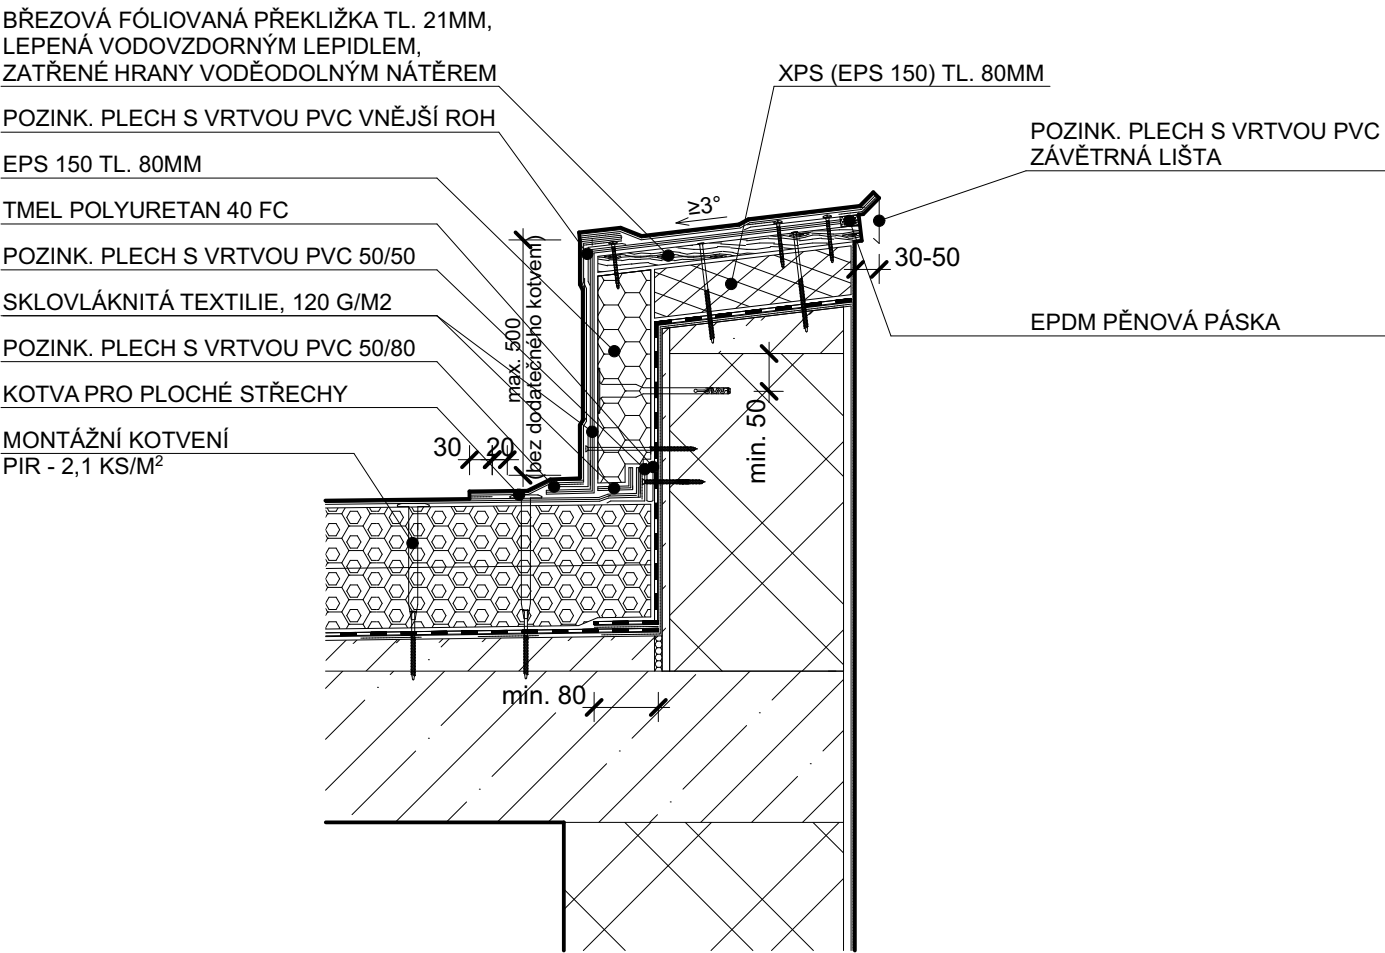 BŘEZOVÁ FÓLIOVANÁ PŘEKLIŽKA TL. 21MM,
LEPENÁ VODOVZDORNÝM LEPIDLEM,
ZATŘENÉ HRANY VODĚODOLNÝM NÁTĚREM
POZINK. PLECH S VRTVOU PVC VNĚJŠÍ ROH
EPS 150 TL. 80MM
TMEL POLYURETAN 40 FC
POZINK. PLECH S VRTVOU PVC 50/50
SKLOVLÁKNITÁ TEXTILIE, 120 G/M2
POZINK. PLECH S VRTVOU PVC 50/80
KOTVA PRO PLOCHÉ STŘECHY
MONTÁŽNÍ KOTVENÍ
PIR - 2,1 KS/M²
XPS (EPS 150) TL. 80MM
POZINK. PLECH S VRTVOU PVC
ZÁVĚTRNÁ LIŠTA
EPDM PĚNOVÁ PÁSKA
≥3°
30-50
max. 500
(bez dodatečného kotvení)
min. 50
30
20
min. 80